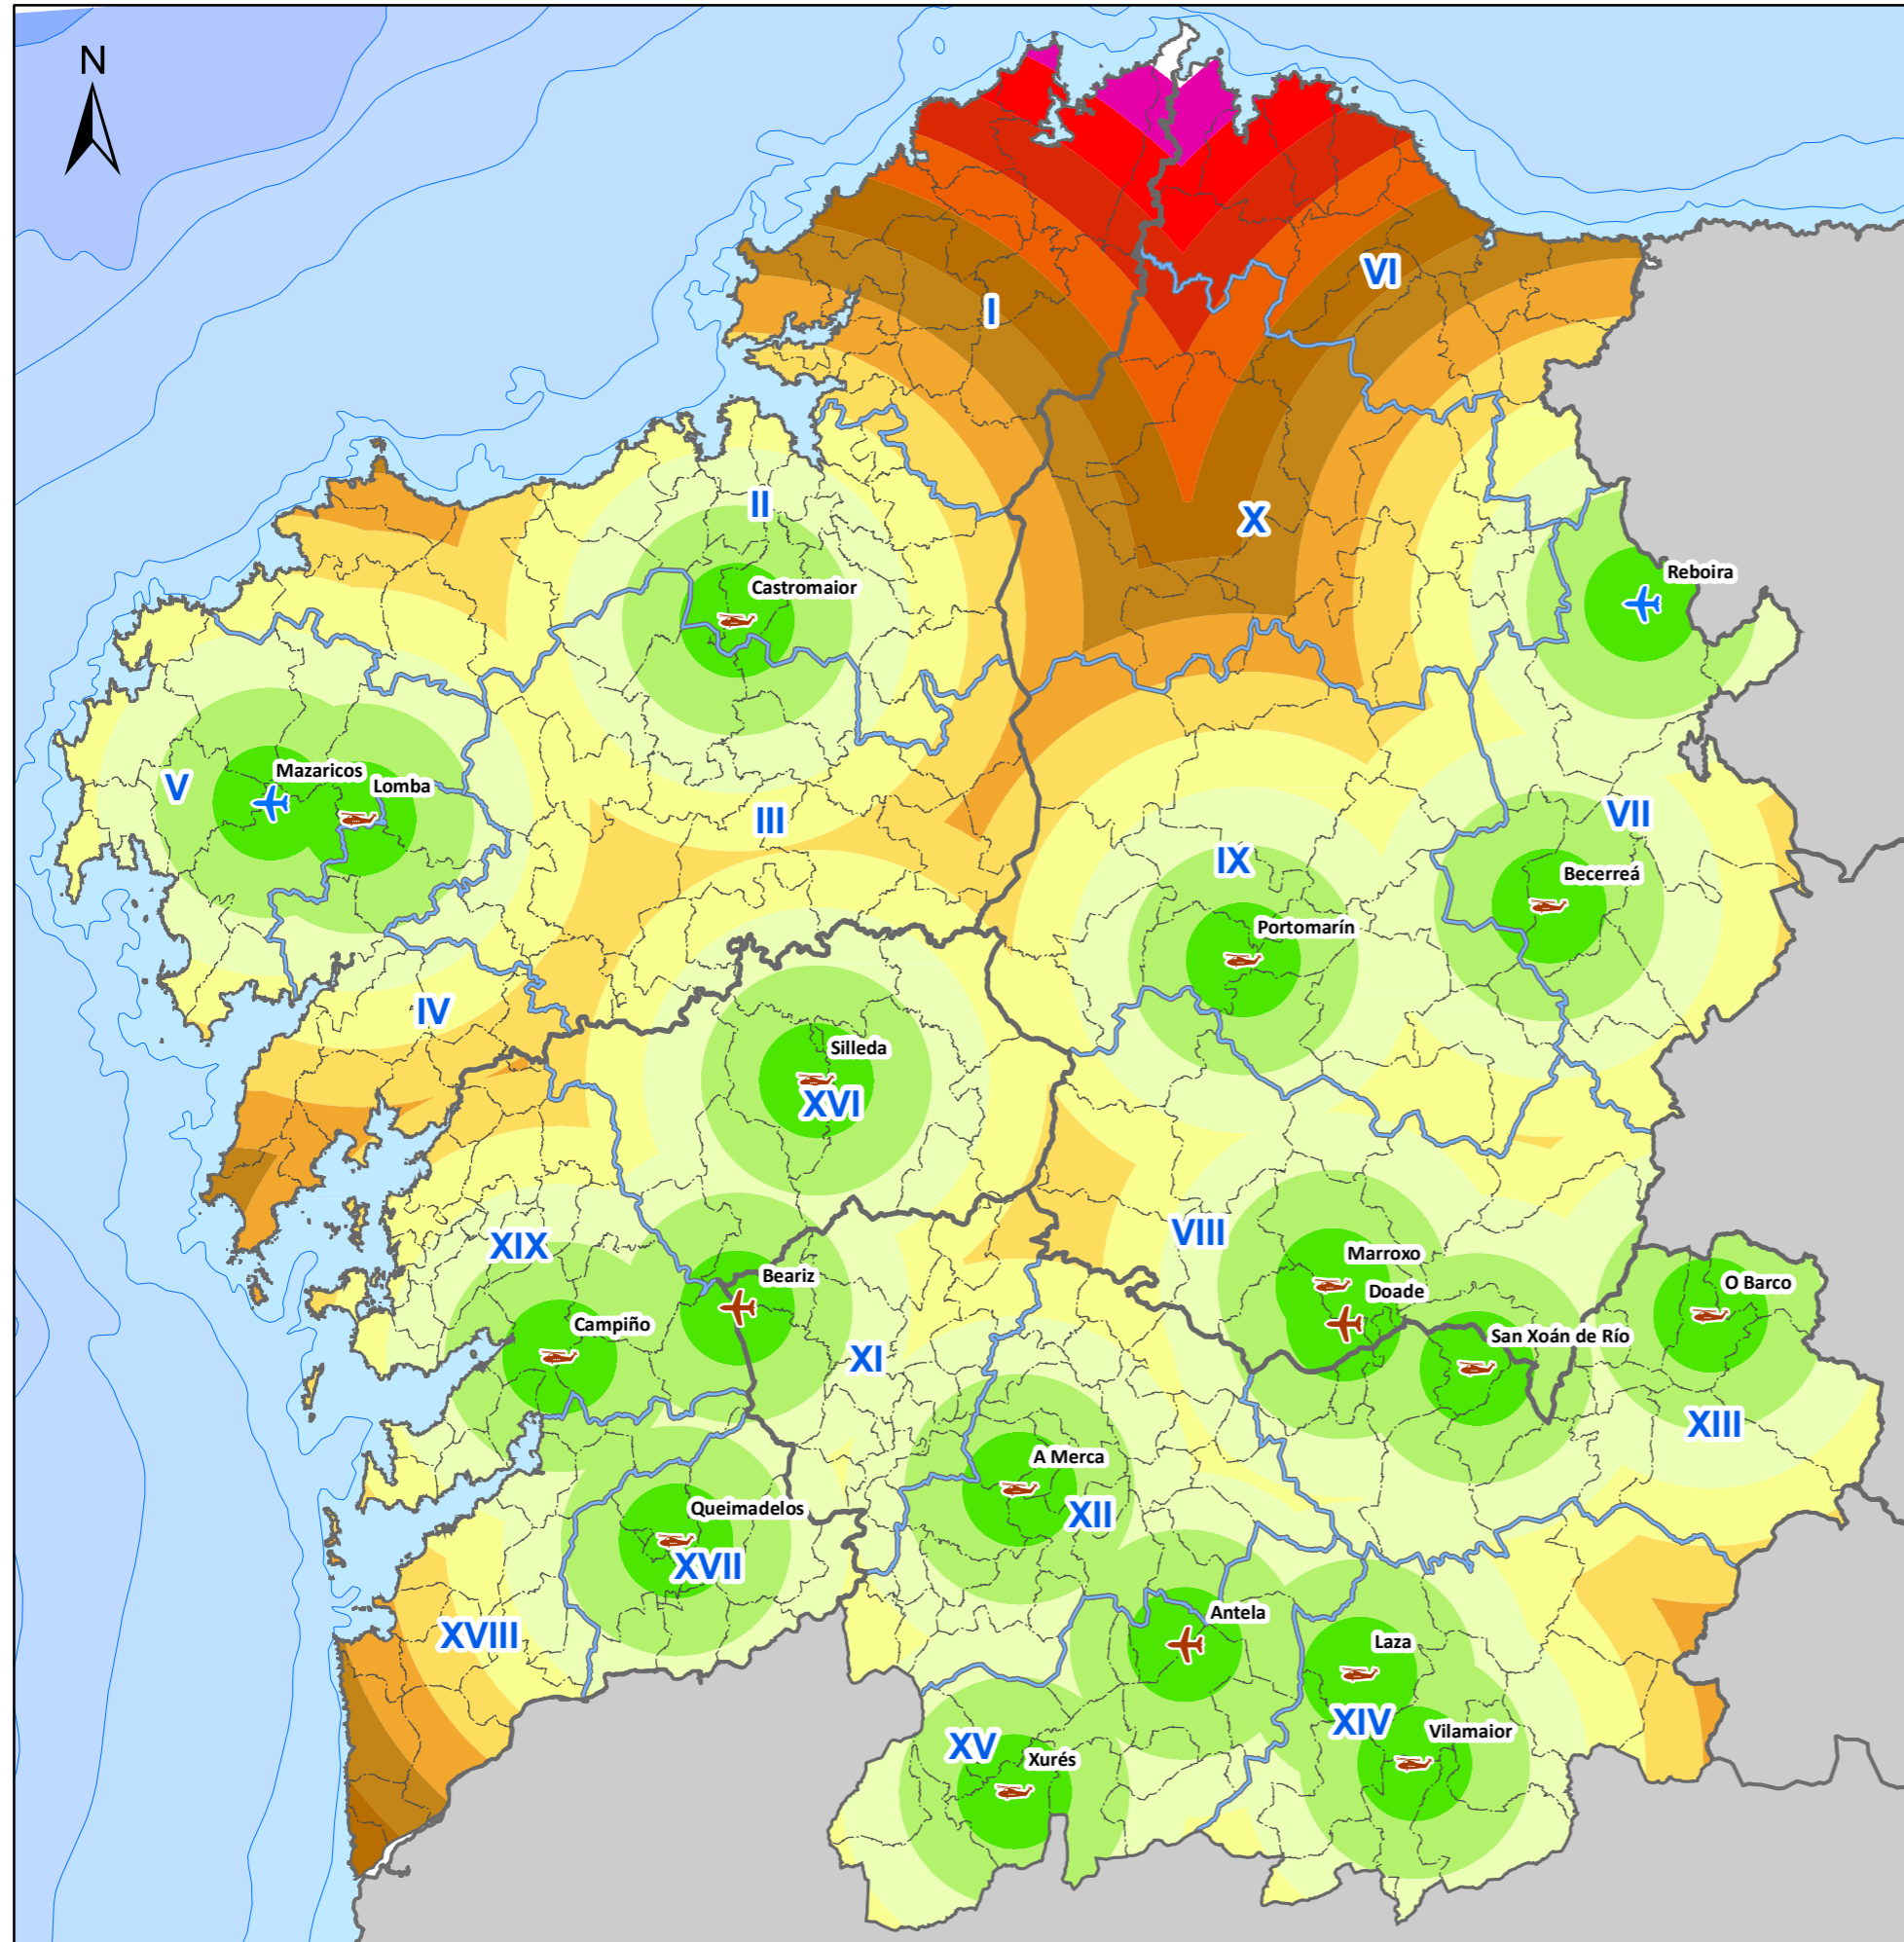 N
VI
I
II
X
Castromaior
Reboira
Mazaricos
V
Lomba
III
VII
IX
Becerreá
Portomarín
IV
Silleda
XVI
VIII
XIX
Marroxo
Beariz
O Barco
Doade
Campiño
San Xoán de Río
XI
XIII
A Merca
Queimadelos
XII
XVII
Antela
XVIII
Laza
XIV
Vilamaior
XV
Xurés